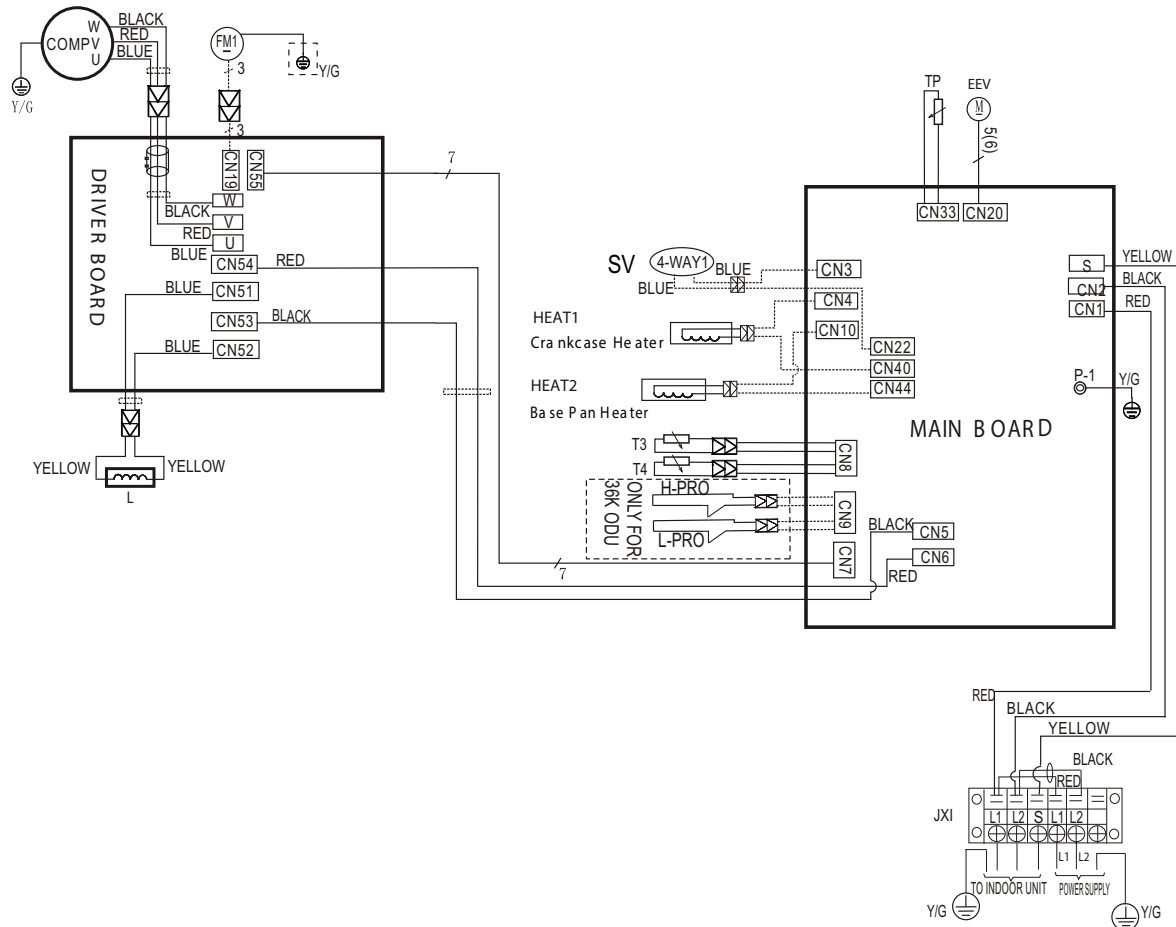 W BLACK
COMP V RED
U BLUE
Y/G
FM1
3
Y/G
3
DRIVER BOARD
CN19
CN55
7
W
BLACK
V
RED
U
BLUE
CN54 RED
BLUE CN51
CN53 BLACK
BLUE CN52
YELLOW YELLOW
L
TP EEV
M
5(6)
CN33 CN20
SV 4-WAY1 BLUE CN3
BLUE
CN4
HEAT1
Crankcase Heater
CN10
CN22
CN40
HEAT2
CN44
Base Pan Heater
T3
T4
CN8
ONLY FOR
36K ODU
H-PRO
L-PRO
CN9
BLACK CN5
CN7
7
CN6
RED
S YELLOW
CN2 BLACK
CN1 RED
P-1 Y/G
MAIN BOARD
RED
BLACK
YELLOW
BLACK
RED
JXI
L1 L2 S L1 L2
L1 L2
TO INDOOR UNIT POWER SUPPLY
Y/G Y/G